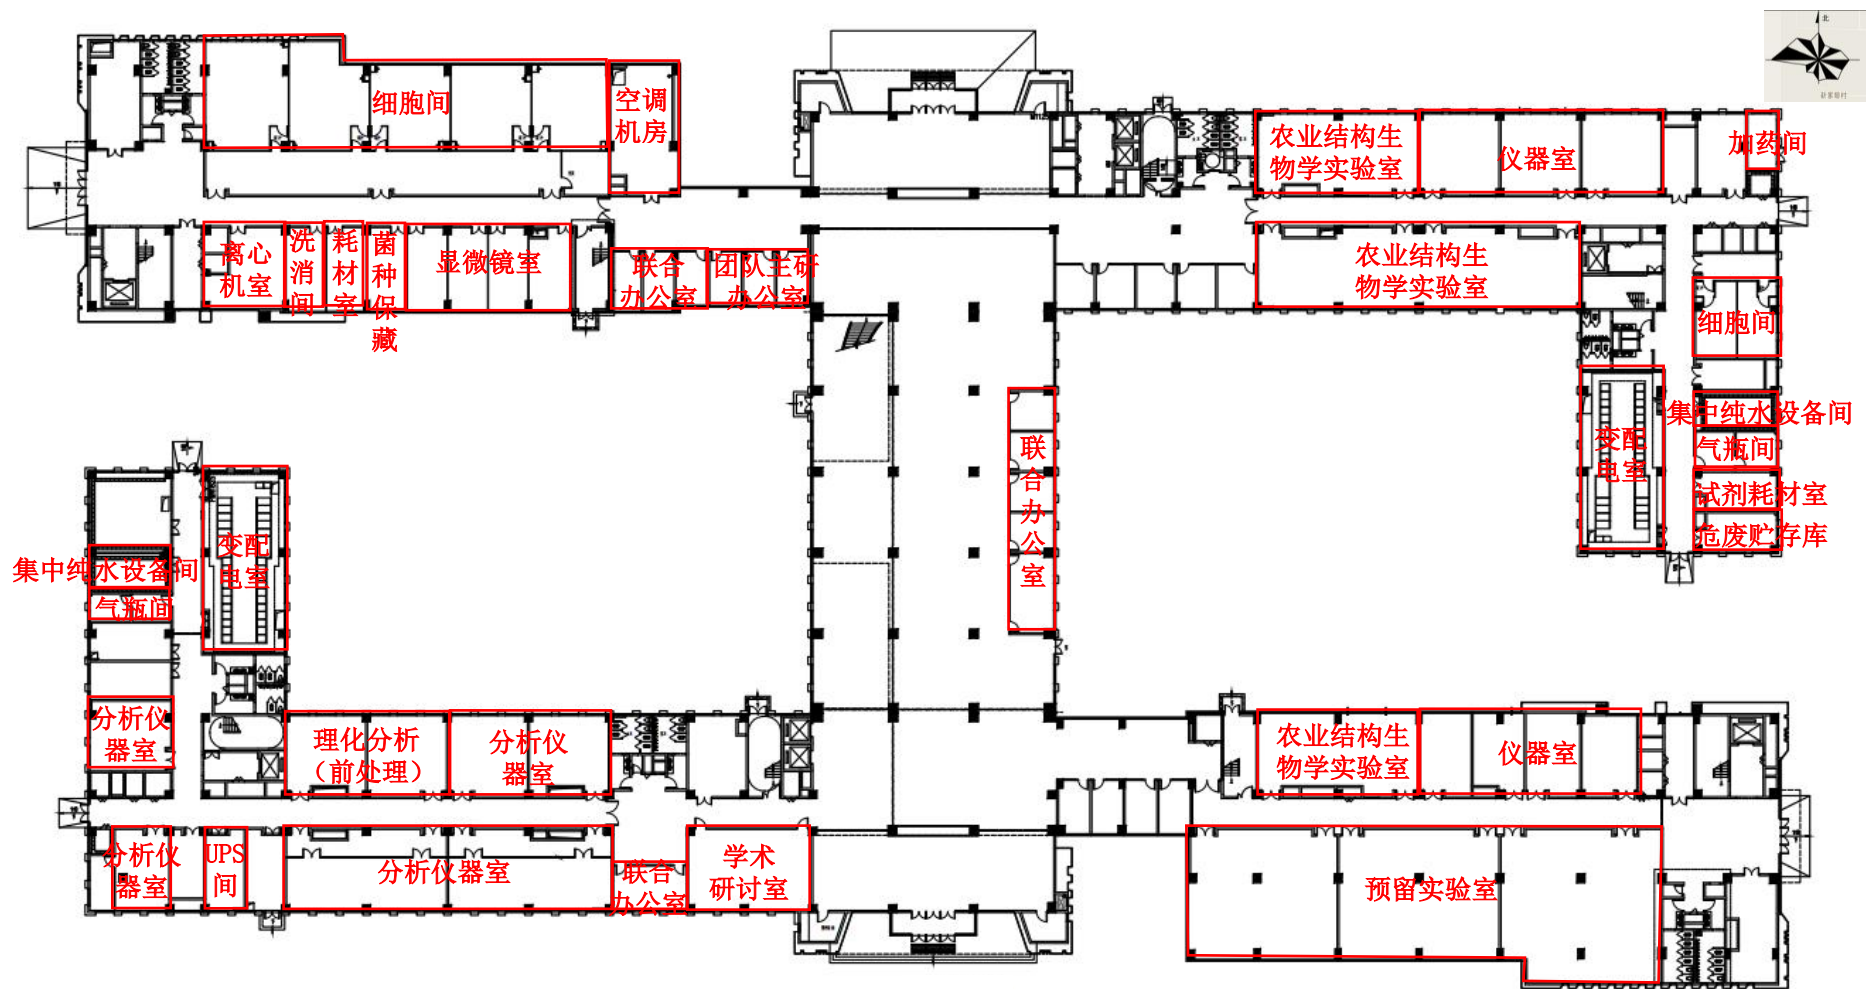 北
细胞间
空调
机房
农业结构生
物学实验室
仪器室
加药间
离心
机室
洗
消
间
耗
材
室
菌
种
保
藏
显微镜室
联合
办公室
团队主研
办公室
农业结构生
物学实验室
细胞间
集中纯水设备间
变配
电室
气瓶间
试剂耗材室
危废贮存库
联
合
办
公
室
变配
电室
集中纯水设备间
气瓶间
分析仪
器室
理化分析
（前处理）
分析仪
器室
农业结构生
物学实验室
仪器室
分析仪
器室
UPS
间
分析仪器室
联合
办公室
学术
研讨室
预留实验室